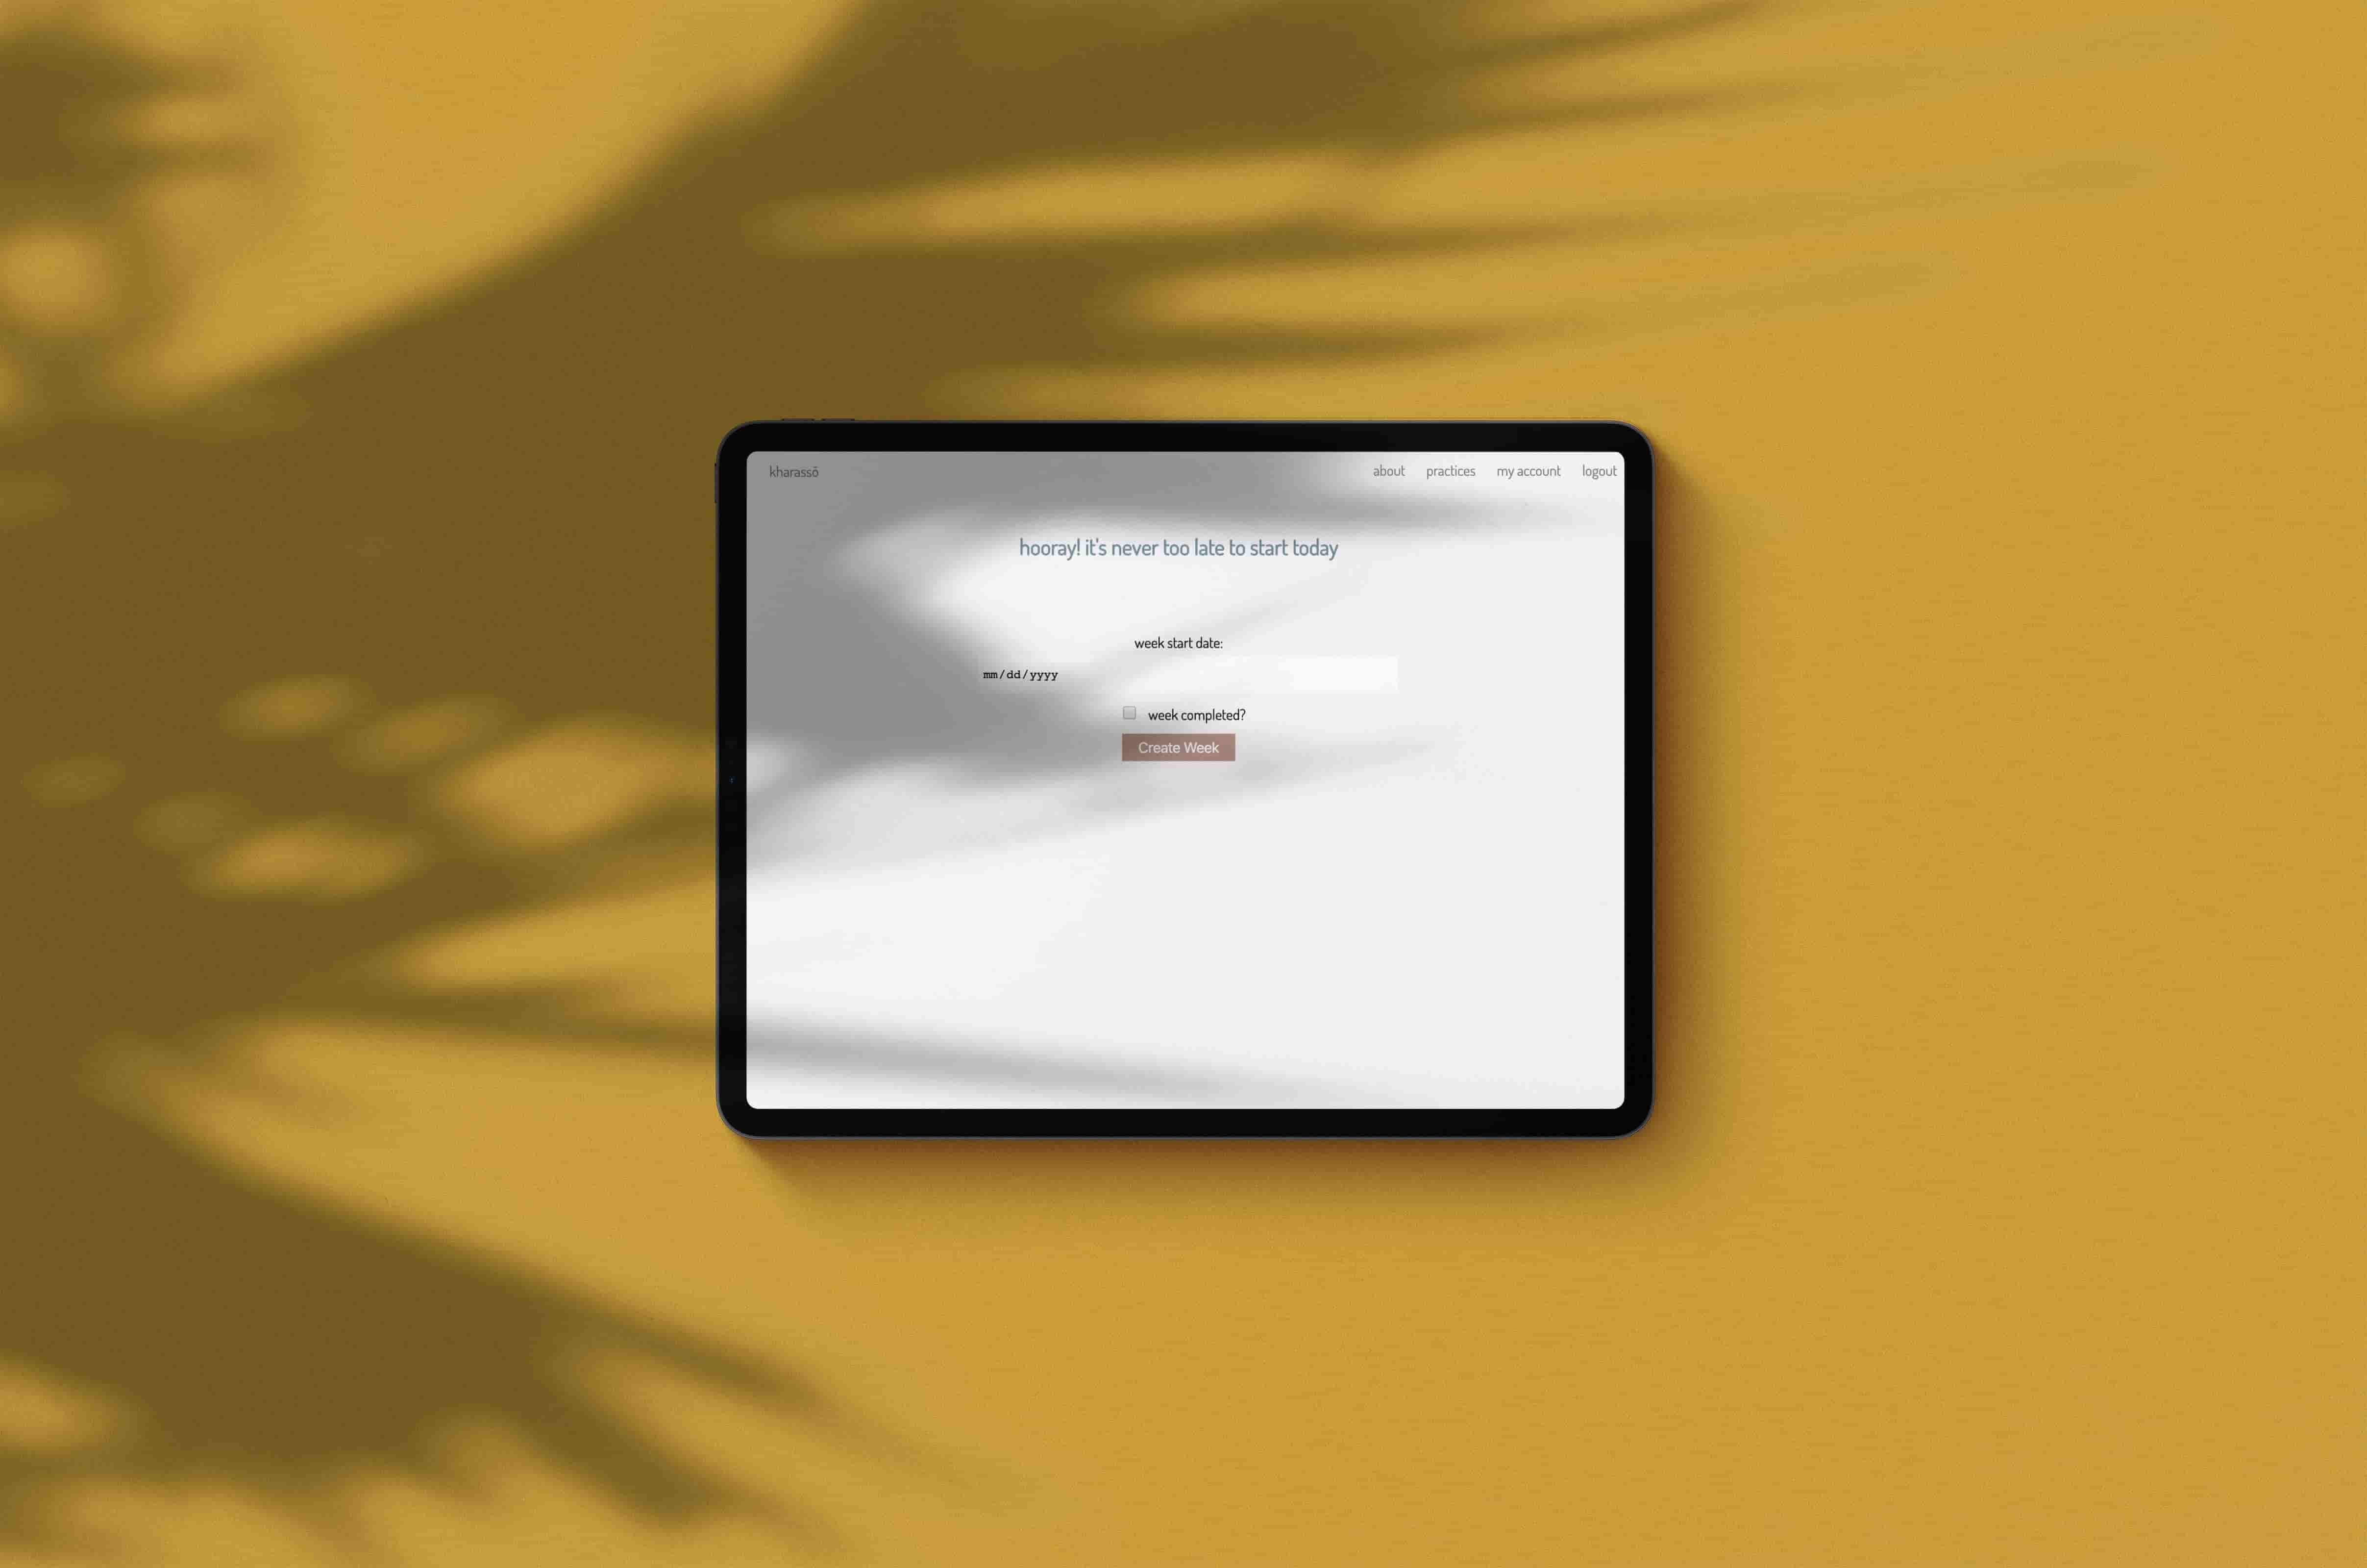 kharassó
about practices my account logout
hooray! it's never too late to start today
week start date:
mm/dd/yyyy
week completed?
Create Week